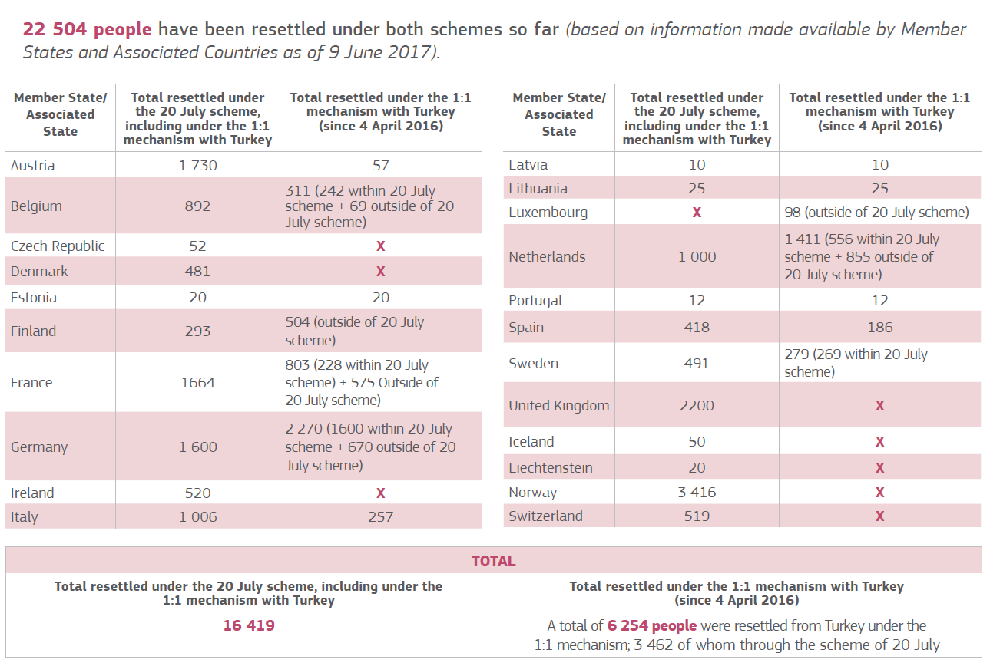 22 504 people have been resettled under both schemes so far (based on information made available by Member
States and Associated Countries as of 9 June 2017).
Member State/
Associated
State
Total resettled under
the 20 July scheme,
including under the 1:1
mechanism with Turkey
Total resettled under the 1:1
mechanism with Turkey
(since 4 April 2016)
Austria
1 730
57
Belgium
892
311 (242 within 20 July
scheme + 69 outside of 20
July scheme)
Czech Republic
52
X
Denmark
481
X
Estonia
20
20
Finland
293
504 (outside of 20 July
scheme)
France
1664
803 (228 within 20 July
scheme) + 575 Outside of
20 July scheme)
Germany
1 600
2 270 (1600 within 20 July
scheme + 670 outside of 20
July scheme)
Ireland
520
X
Italy
1 006
257
Member State/
Associated
State
Total resettled under
the 20 July scheme,
including under the 1:1
mechanism with Turkey
Total resettled under the 1:1
mechanism with Turkey
(since 4 April 2016)
Latvia
10
10
Lithuania
25
25
Luxembourg
X
98 (outside of 20 July scheme)
Netherlands
1 000
1 411 (556 within 20 July
scheme + 855 outside of
20 July scheme)
Portugal
12
12
Spain
418
186
Sweden
491
279 (269 within 20 July
scheme)
United Kingdom
2200
X
Iceland
50
X
Liechtenstein
20
X
Norway
3 416
X
Switzerland
519
X
TOTAL
Total resettled under the 20 July scheme, including under the
1:1 mechanism with Turkey
Total resettled under the 1:1 mechanism with Turkey
(since 4 April 2016)
16 419
A total of 6 254 people were resettled from Turkey under the
1:1 mechanism; 3 462 of whom through the scheme of 20 July